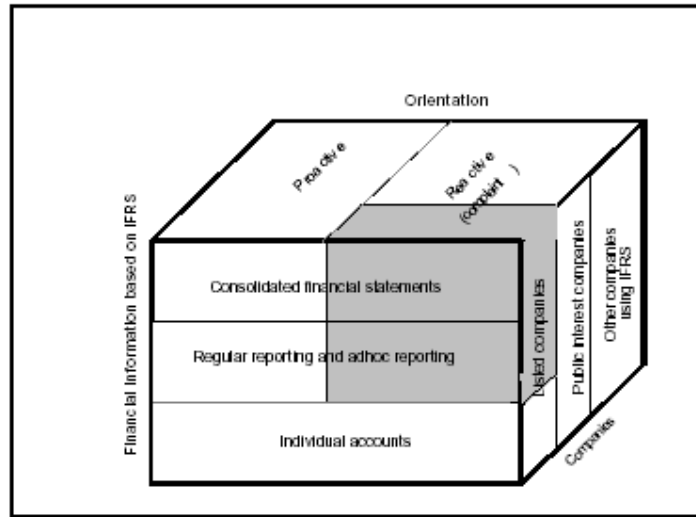 Orientation
Proactive
Reactive
(complaint )
Financial Information based on IFRS
Consolidated financial statements
Regular reporting and adhoc reporting
Individual accounts
Listed companies
Public interest companies
Other companies
using IFRS
Companies